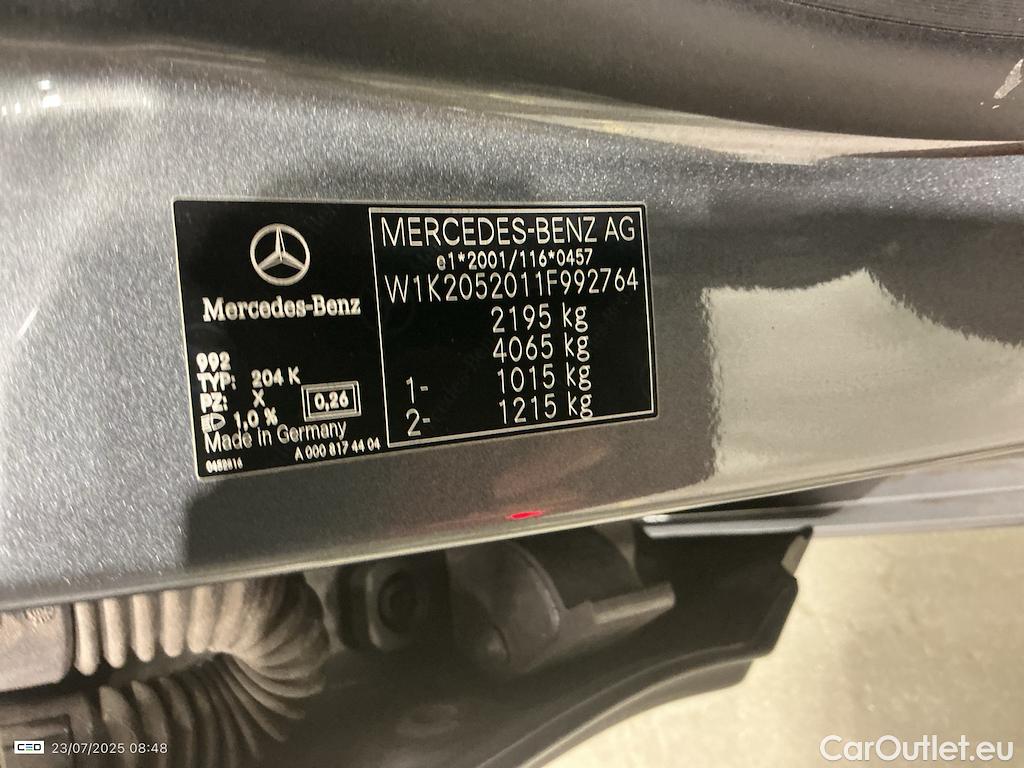 Mercedes-Benz
992
TYP: 204 K
PZ: X
0,26
1,0 %
Made in Germany
A 000 817 44 04
MERCEDES-BENZ AG
e1*2001/116*0457
W1K2052011F992764
2195 kg
4065 kg
1- 1015 kg
2- 1215 kg
CEO 23/07/2025 08:48
CarOutlet.eu